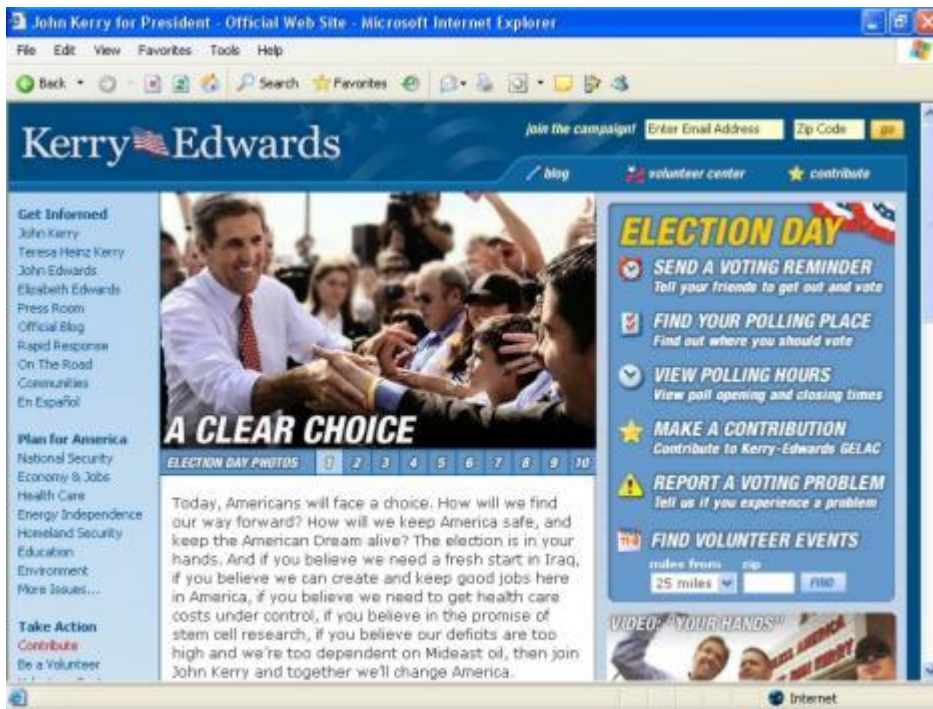 John Kerry for President - Official Web Site - Microsoft Internet Explorer
File Edit View Favorites Tools Help
Back Search Favorites
Kerry Edwards
join the campaign! Enter Email Address Zip Code go
blog volunteer center contribute
Get Informed
John Kerry
Teresa Heinz Kerry
John Edwards
Elizabeth Edwards
Press Room
Official Blog
Rapid Response
On The Road
Communities
En Español
Plan for America
National Security
Economy & Jobs
Health Care
Energy Independence
Homeland Security
Education
Environment
More Issues...
Take Action
Contribute
Be a Volunteer
A CLEAR CHOICE
ELECTION DAY PHOTOS 1 2 3 4 5 6 7 8 9 10
Today, Americans will face a choice. How will we find
our way forward? How will we keep America safe, and
keep the American Dream alive? The election is in your
hands. And if you believe we need a fresh start in Iraq,
if you believe we can create and keep good jobs here
in America, if you believe we need to get health care
costs under control, if you believe in the promise of
stem cell research, if you believe our deficits are too
high and we're too dependent on Mideast oil, then join
John Kerry and together we'll change America.
ELECTION DAY
SEND A VOTING REMINDER
Tell your friends to get out and vote
FIND YOUR POLLING PLACE
Find out where you should vote
VIEW POLLING HOURS
View poll opening and closing times
MAKE A CONTRIBUTION
Contribute to Kerry-Edwards GELAC
REPORT A VOTING PROBLEM
Tell us if you experience a problem
FIND VOLUNTEER EVENTS
miles from zip
25 miles FIND
VIDEO: "YOUR HANDS"
AMERICA
Internet